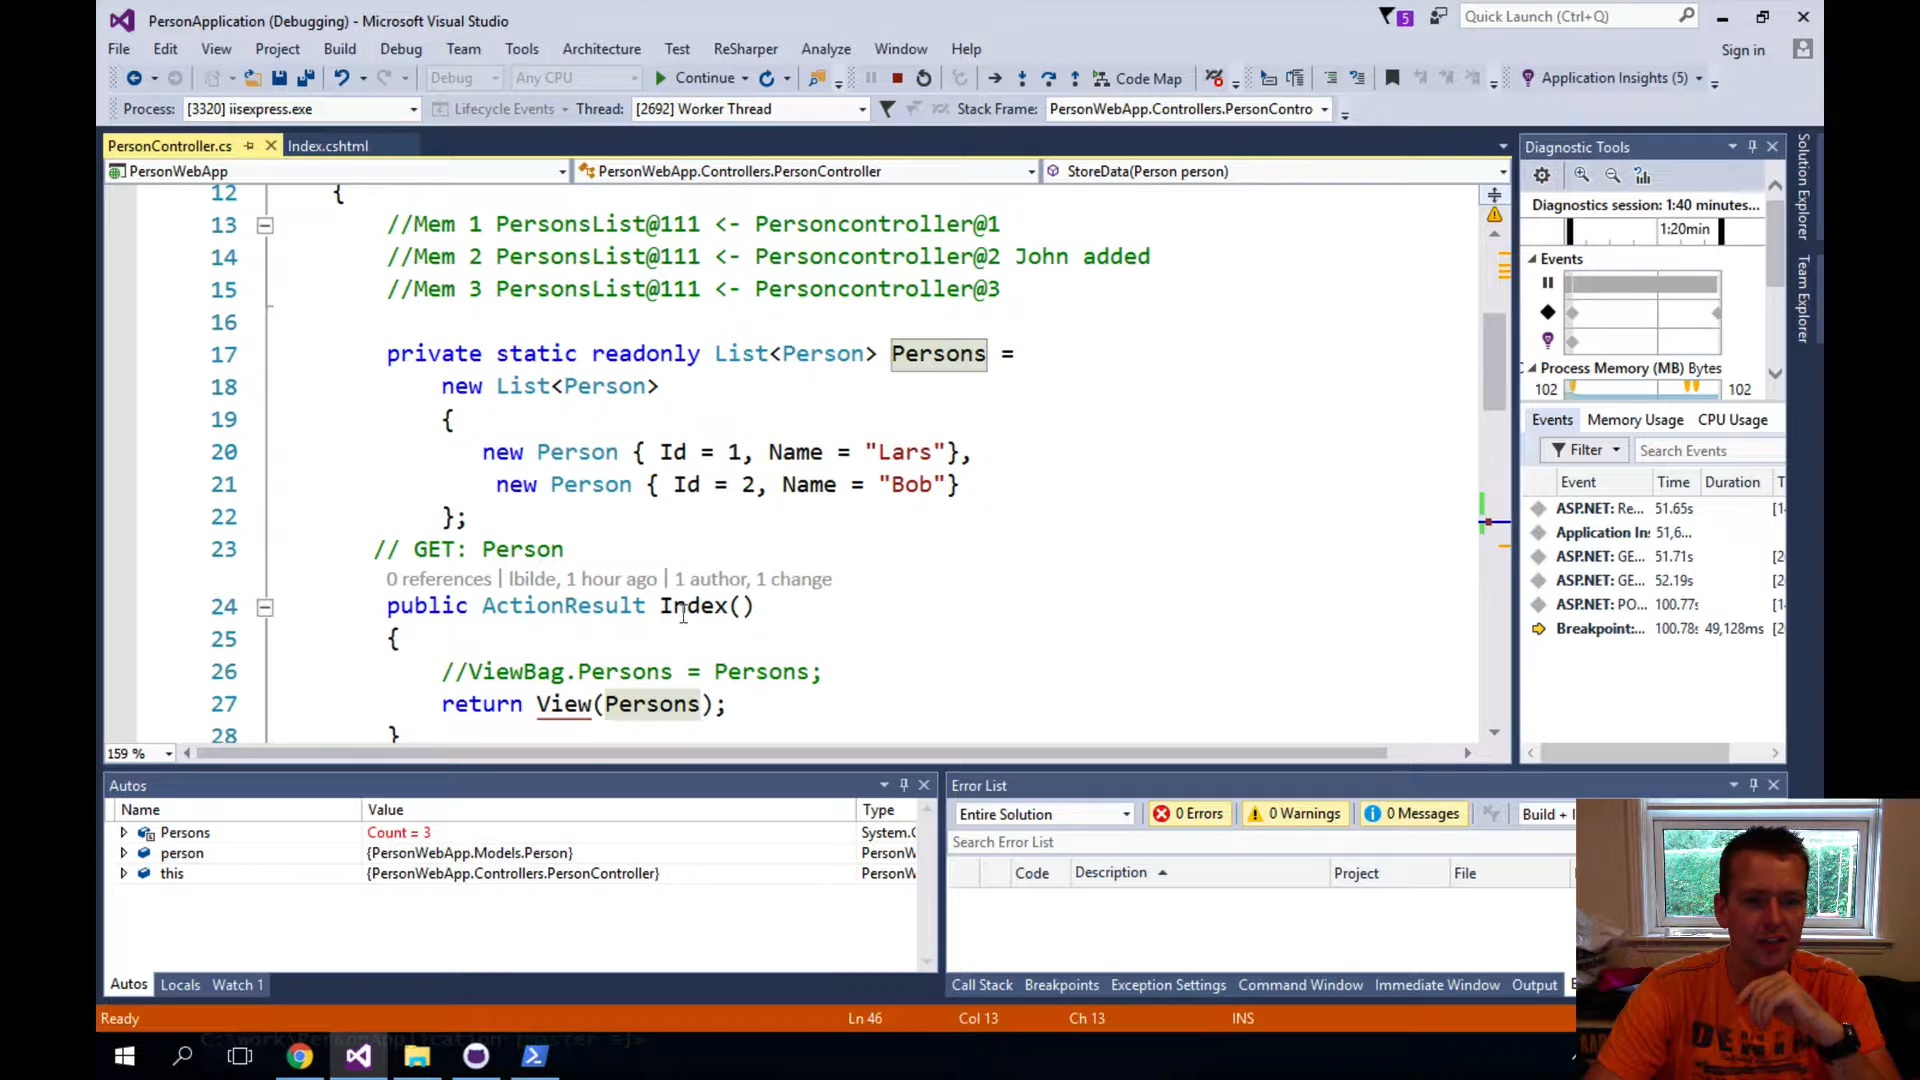 PersonApplication (Debugging) - Microsoft Visual Studio
5
Quick Launch (Ctrl+Q)
File Edit View Project Build Debug Team Tools Architecture Test ReSharper Analyze Window Help
Sign in
Debug Any CPU Continue Code Map Application Insights (5)
Process: [3320] iisexpress.exe Lifecycle Events Thread: [2692] Worker Thread Stack Frame: PersonWebApp.Controllers.PersonContro
PersonController.cs Index.cshtml
PersonWebApp PersonWebApp.Controllers.PersonController StoreData(Person person)
12 {
13 //Mem 1 PersonsList@111 <- Personcontroller@1
14 //Mem 2 PersonsList@111 <- Personcontroller@2 John added
15 //Mem 3 PersonsList@111 <- Personcontroller@3
16
17 private static readonly List<Person> Persons =
18 new List<Person>
19 {
20 new Person { Id = 1, Name = "Lars"},
21 new Person { Id = 2, Name = "Bob"}
22 };
23 // GET: Person
0 references | lbilde, 1 hour ago | 1 author, 1 change
24 public ActionResult Index()
25 {
26 //ViewBag.Persons = Persons;
27 return View(Persons);
28 }
159 %
Diagnostic Tools
Diagnostics session: 1:40 minutes...
1:20min
Events
Process Memory (MB) Bytes
102 102
Events Memory Usage CPU Usage
Filter Search Events
Event Time Duration T
ASP.NET: Re... 51.65s [1
Application In: 51,6...
ASP.NET: GE... 51.71s [2
ASP.NET: GE... 52.19s [2
ASP.NET: PO... 100.77s [1
Breakpoint:... 100.78s 49,128ms [2
Solution Explorer
Team Explorer
Autos
Name Value Type
Persons Count = 3 System.C
person {PersonWebApp.Models.Person} PersonW
this {PersonWebApp.Controllers.PersonController} PersonW
Autos Locals Watch 1
Error List
Entire Solution 0 Errors 0 Warnings 0 Messages Build + I
Search Error List
Code Description Project File
Call Stack Breakpoints Exception Settings Command Window Immediate Window Output
Ready Ln 46 Col 13 Ch 13 INS
C:\work\PersonApplication [master ≡]>